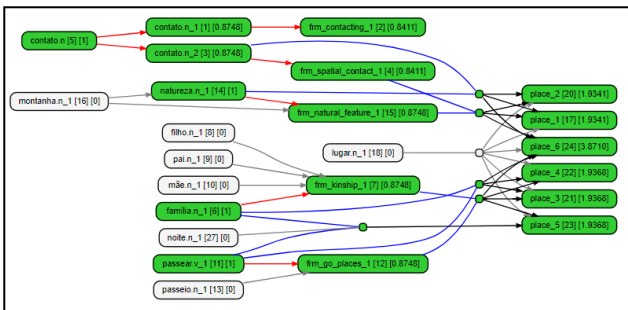 contato.n_1 [1] [0.8748]
frm_contacting_1 [2] [0.8411]
contato.n [5] [1]
contato.n_2 [3] [0.8748]
frm_spatial_contact_1 [4] [0.8411]
natureza.n_1 [14] [1]
place_2 [20] [1.9341]
montanha.n_1 [16] [0]
frm_natural_feature_1 [15] [0.8748]
place_1 [17] [1.9341]
filho.n_1 [8] [0]
place_6 [24] [3.8710]
pai.n_1 [9] [0]
lugar.n_1 [18] [0]
place_4 [22] [1.9368]
mãe.n_1 [10] [0]
frm_kinship_1 [7] [0.8748]
place_3 [21] [1.9368]
família.n_1 [6] [1]
place_5 [23] [1.9368]
noite.n_1 [27] [0]
passear.v_1 [11] [1]
frm_go_places_1 [12] [0.8748]
passeio.n_1 [13] [0]